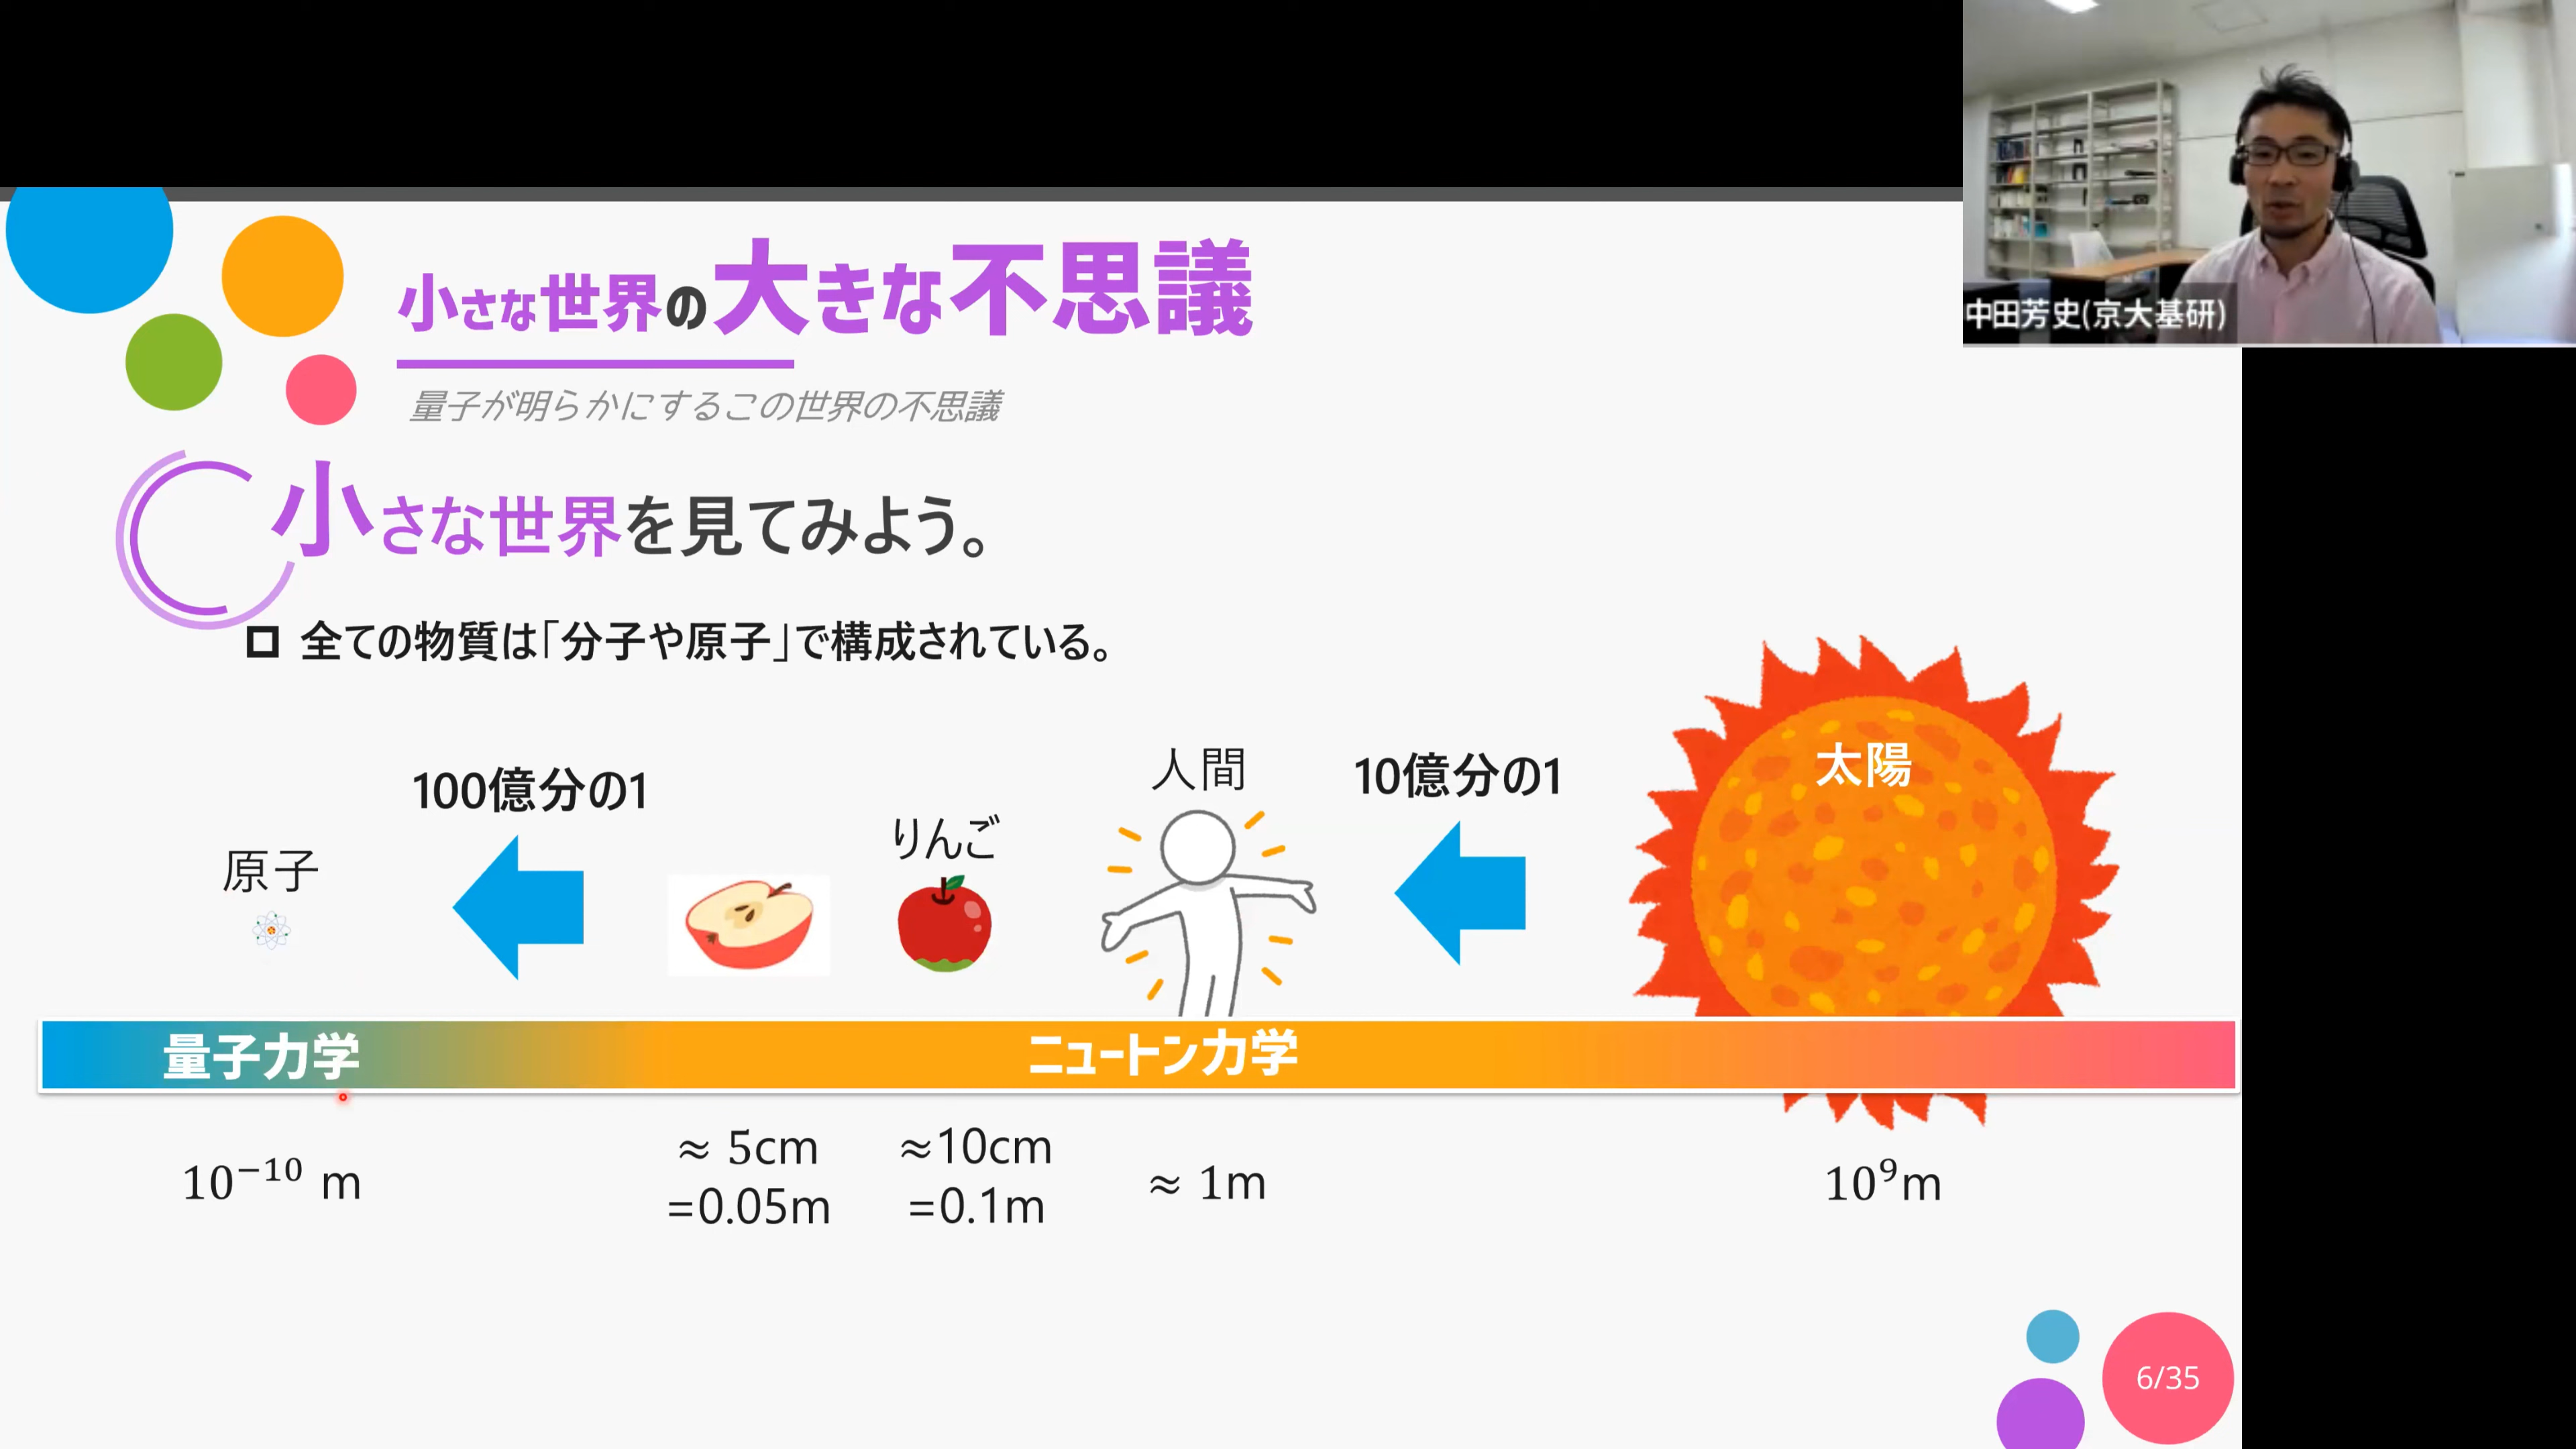 中田芳史(京大基研)
小さな世界の大きな不思議
量子が明らかにするこの世界の不思議
小さな世界を見てみよう。
全ての物質は「分子や原子」で構成されている。
原子
100億分の1
りんご
人間
10億分の1
太陽
量子力学
ニュートン力学
10⁻¹⁰ m
≈ 5cm
=0.05m
≈10cm
=0.1m
≈ 1m
10⁹m
6/35